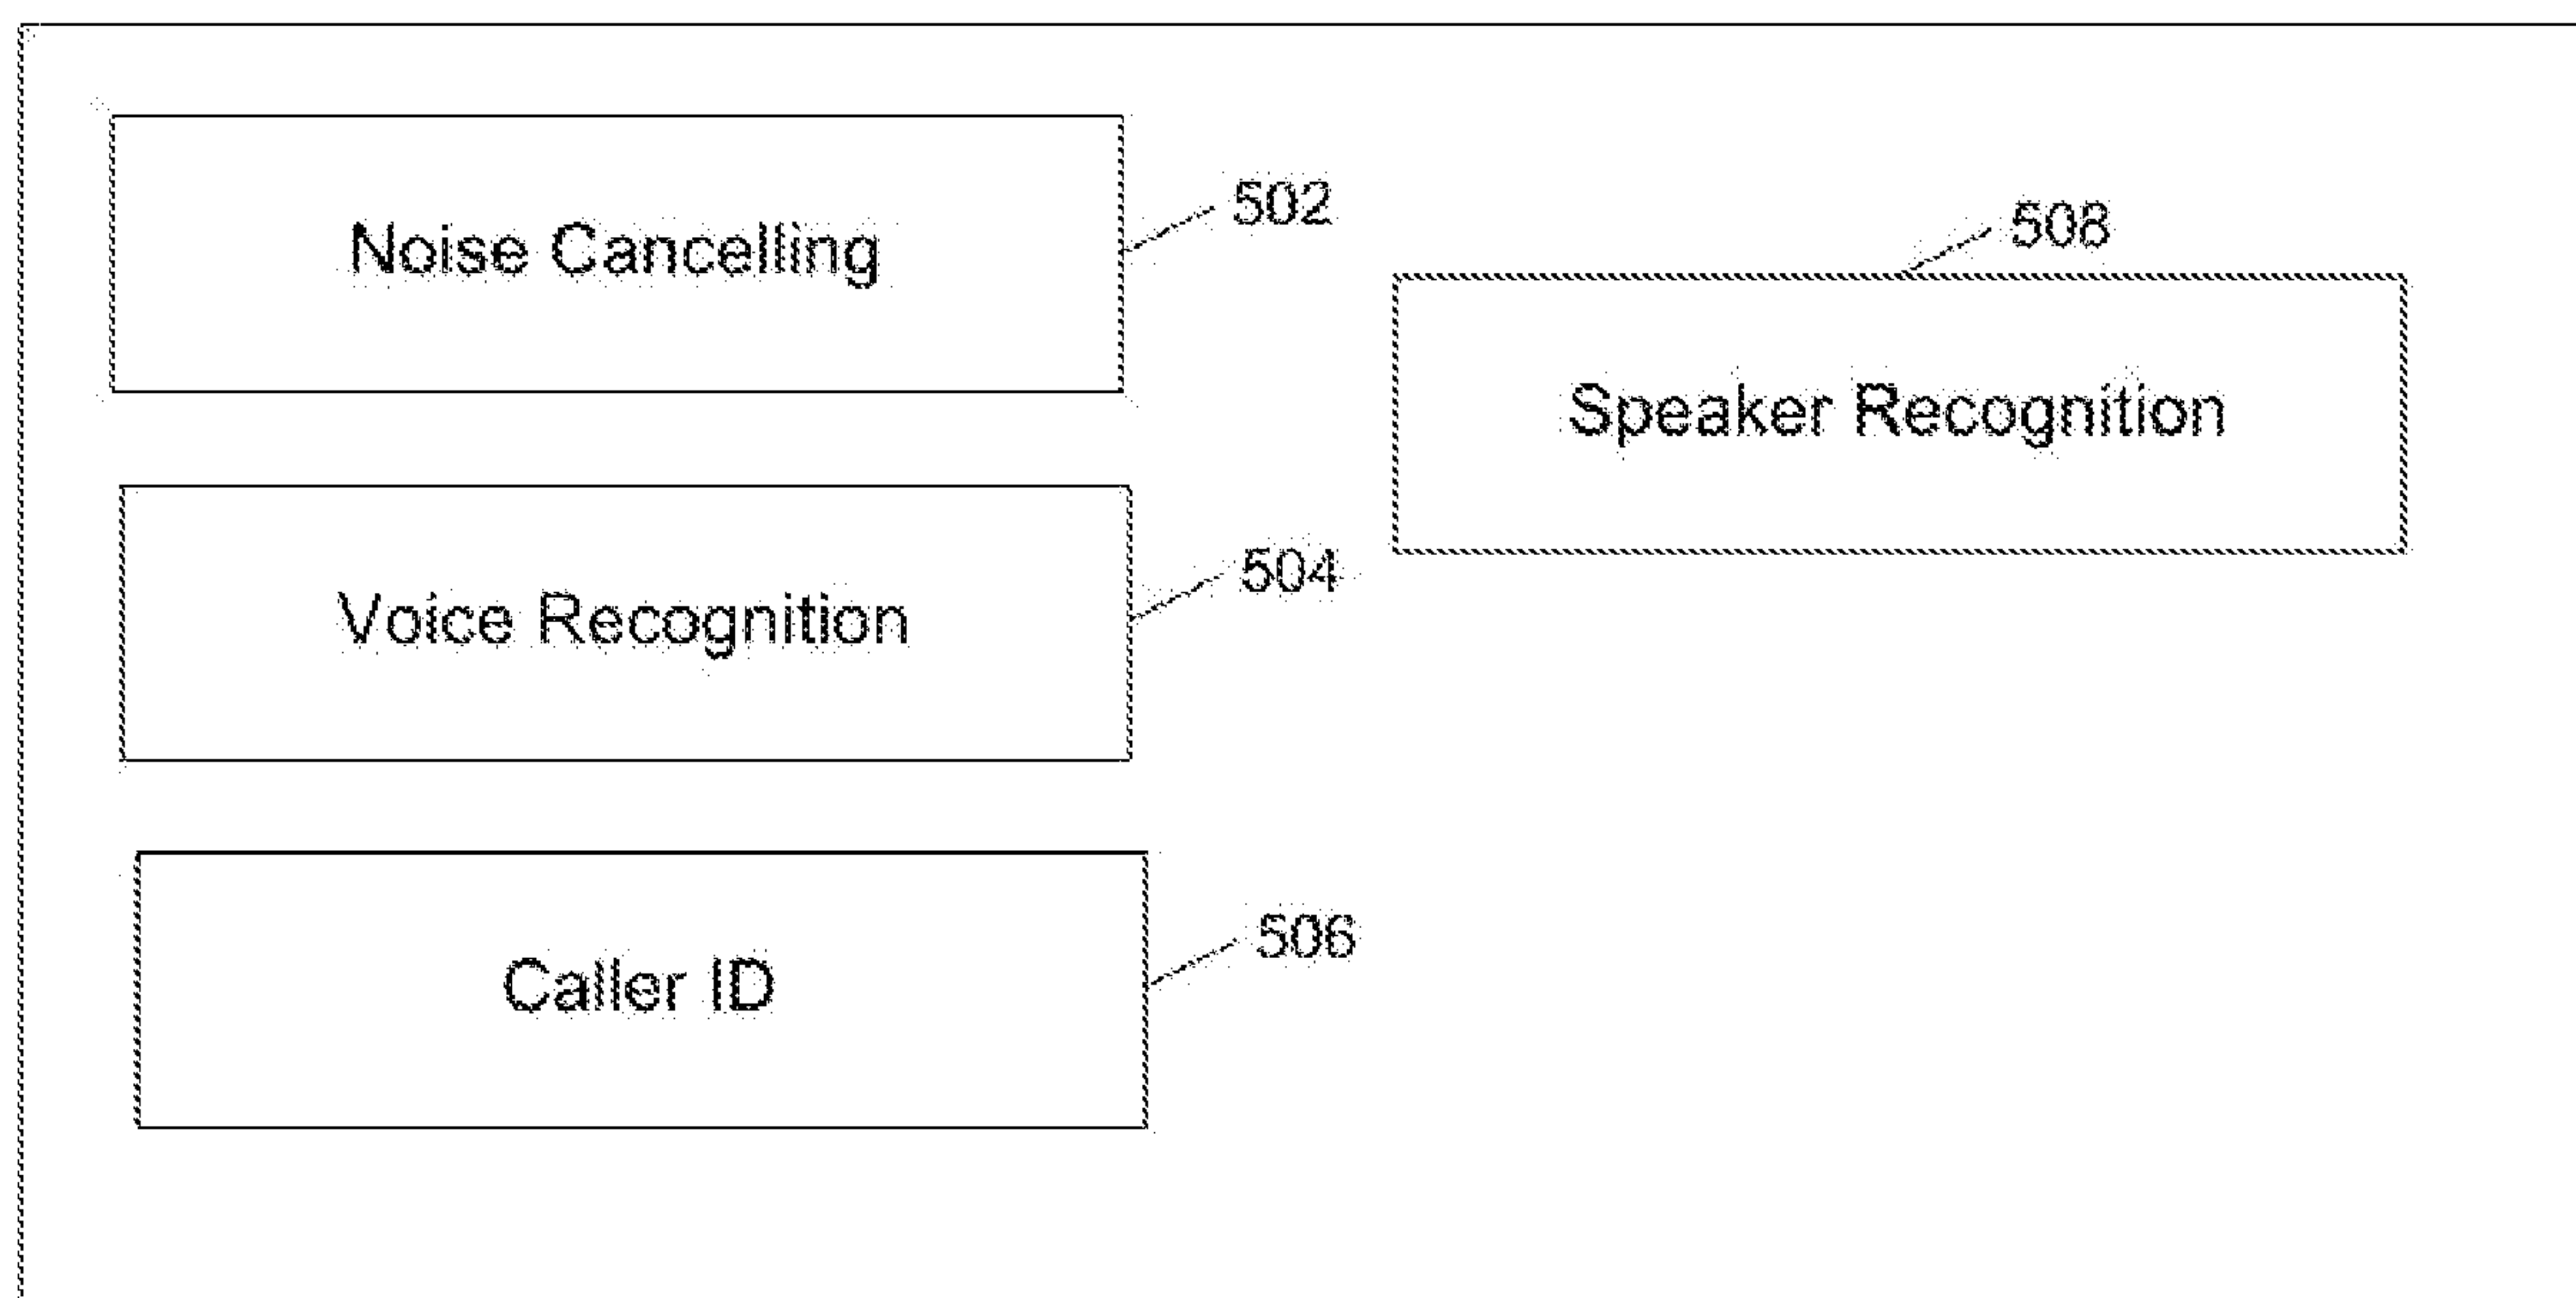 Noise Cancelling
502
508
Speaker Recognition
Voice Recognition
504
Caller ID
506